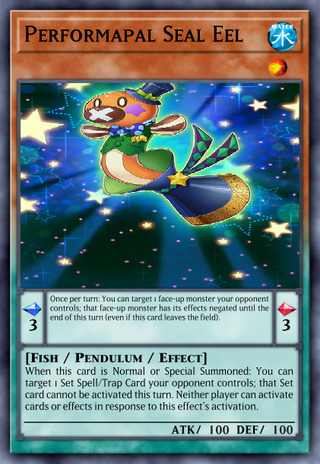 PERFORMAPAL SEAL EEL
WATER
水
Once per turn: You can target 1 face-up monster your opponent
controls; that face-up monster has its effects negated until the
end of this turn (even if this card leaves the field).
3
3
[FISH / PENDULUM / EFFECT]
When this card is Normal or Special Summoned: You can
target 1 Set Spell/Trap Card your opponent controls; that Set
card cannot be activated this turn. Neither player can activate
cards or effects in response to this effect's activation.
ATK/ 100 DEF/ 100